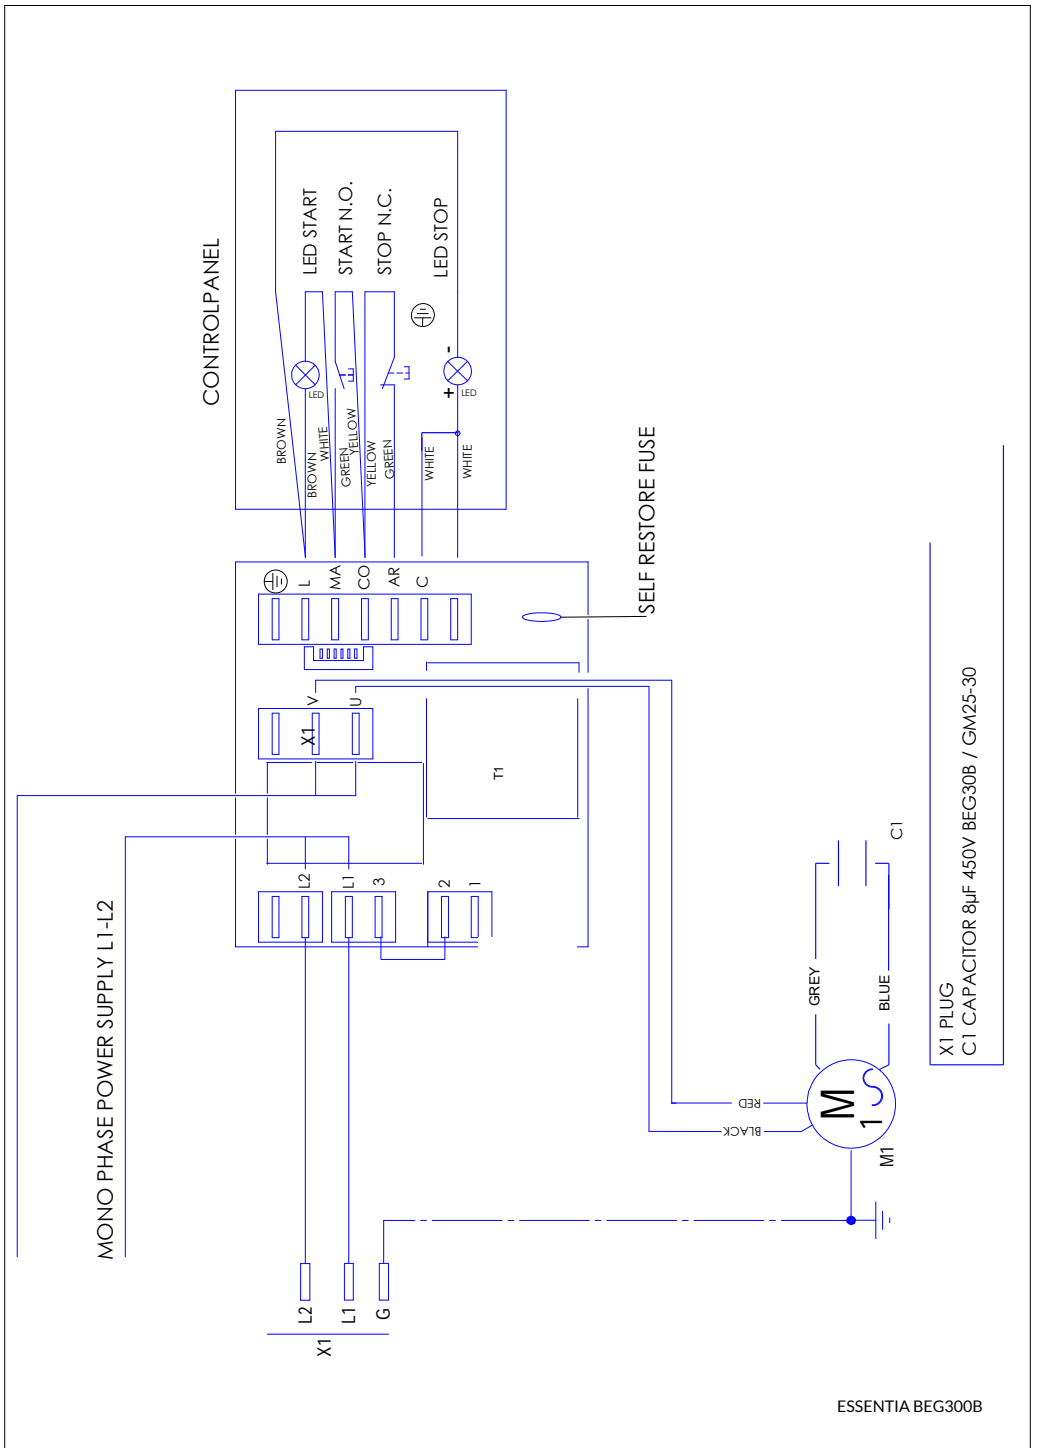 CONTROLPANEL
LED START
START N.O.
STOP N.C.
LED STOP
LED
+
-
LED
BROWN
BROWN
WHITE
GREEN
YELLOW
YELLOW
GREEN
WHITE
WHITE
SELF RESTORE FUSE
L
MA
CO
AR
C
V
U
X1
T1
L2
L1
3
2
1
MONO PHASE POWER SUPPLY L1-L2
C1
GREY
BLUE
RED
BLACK
M
1
M1
L2
L1
G
X1
X1 PLUG
C1 CAPACITOR 8µF 450V BEG30B / GM25-30
ESSENTIA BEG300B